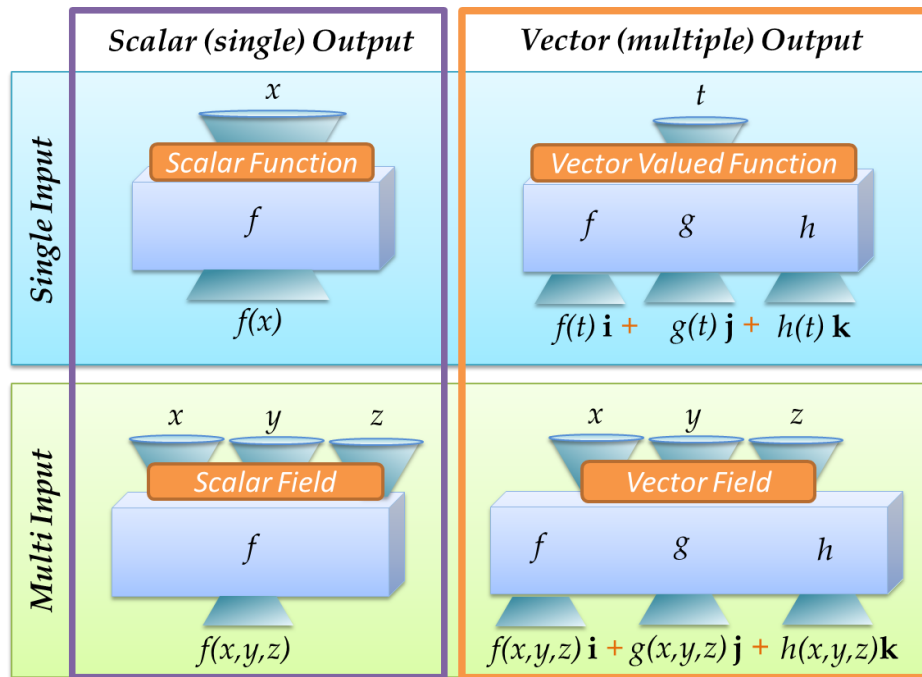 Scalar (single) Output
Vector (multiple) Output
Single Input
x
Scalar Function
f
f(x)
t
Vector Valued Function
f g h
f(t) i + g(t) j + h(t) k
Multi Input
x y z
Scalar Field
f
f(x,y,z)
x y z
Vector Field
f g h
f(x,y,z) i + g(x,y,z) j + h(x,y,z)k